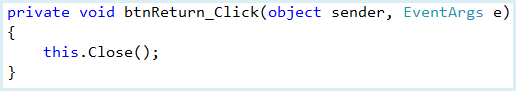 private void btnReturn_Click(object sender, EventArgs e)
{
    this.Close();
}